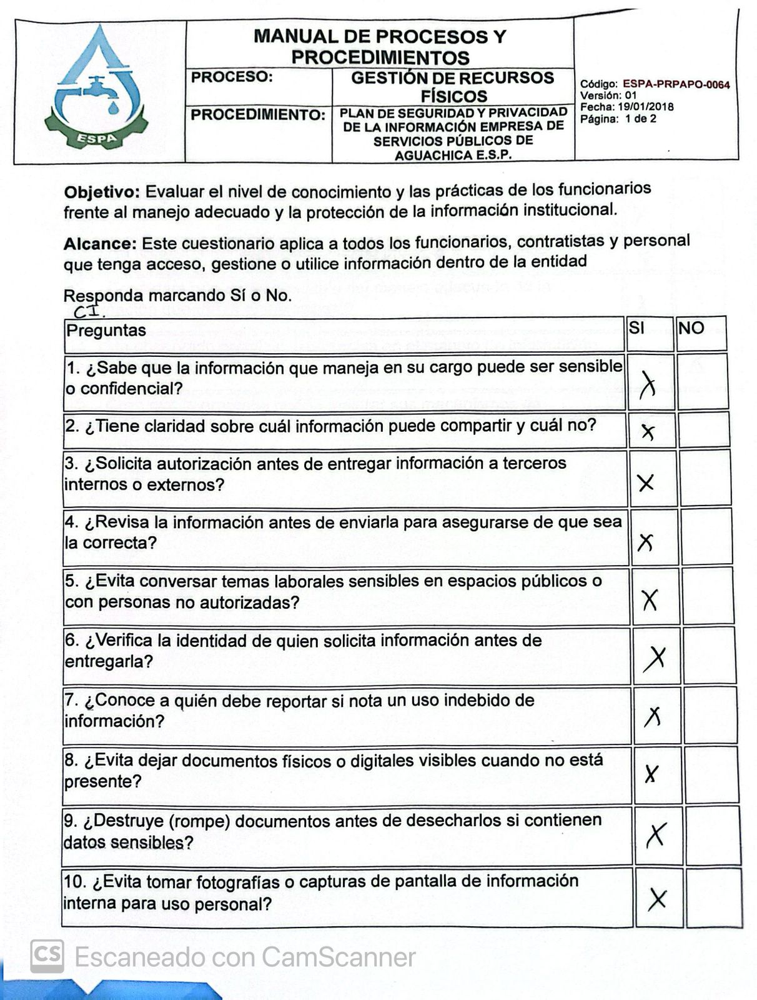 MANUAL DE PROCESOS Y
PROCEDIMIENTOS
PROCESO:
GESTIÓN DE RECURSOS
FÍSICOS
PROCEDIMIENTO:
PLAN DE SEGURIDAD Y PRIVACIDAD
DE LA INFORMACIÓN EMPRESA DE
SERVICIOS PÚBLICOS DE
AGUACHICA E.S.P.
Código: ESPA-PRPAPO-0064
Versión: 01
Fecha: 19/01/2018
Página: 1 de 2
ESPA
Objetivo: Evaluar el nivel de conocimiento y las prácticas de los funcionarios
frente al manejo adecuado y la protección de la información institucional.
Alcance: Este cuestionario aplica a todos los funcionarios, contratistas y personal
que tenga acceso, gestione o utilice información dentro de la entidad
Responda marcando Sí o No.
CI.
Preguntas SI NO
1. ¿Sabe que la información que maneja en su cargo puede ser sensible
o confidencial? X
2. ¿Tiene claridad sobre cuál información puede compartir y cuál no? X
3. ¿Solicita autorización antes de entregar información a terceros
internos o externos? X
4. ¿Revisa la información antes de enviarla para asegurarse de que sea
la correcta? X
5. ¿Evita conversar temas laborales sensibles en espacios públicos o
con personas no autorizadas? X
6. ¿Verifica la identidad de quien solicita información antes de
entregarla? X
7. ¿Conoce a quién debe reportar si nota un uso indebido de
información? X
8. ¿Evita dejar documentos físicos o digitales visibles cuando no está
presente? X
9. ¿Destruye (rompe) documentos antes de desecharlos si contienen
datos sensibles? X
10. ¿Evita tomar fotografías o capturas de pantalla de información
interna para uso personal? X
CS Escaneado con CamScanner